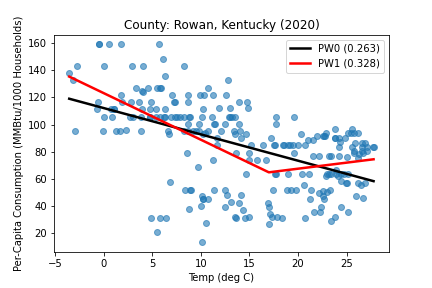 County: Rowan, Kentucky (2020)
Per-Capita Consumption (MMBtu/1000 Households)
160
140
120
100
80
60
40
20
PW0 (0.263)
PW1 (0.328)
−5 0 5 10 15 20 25
Temp (deg C)